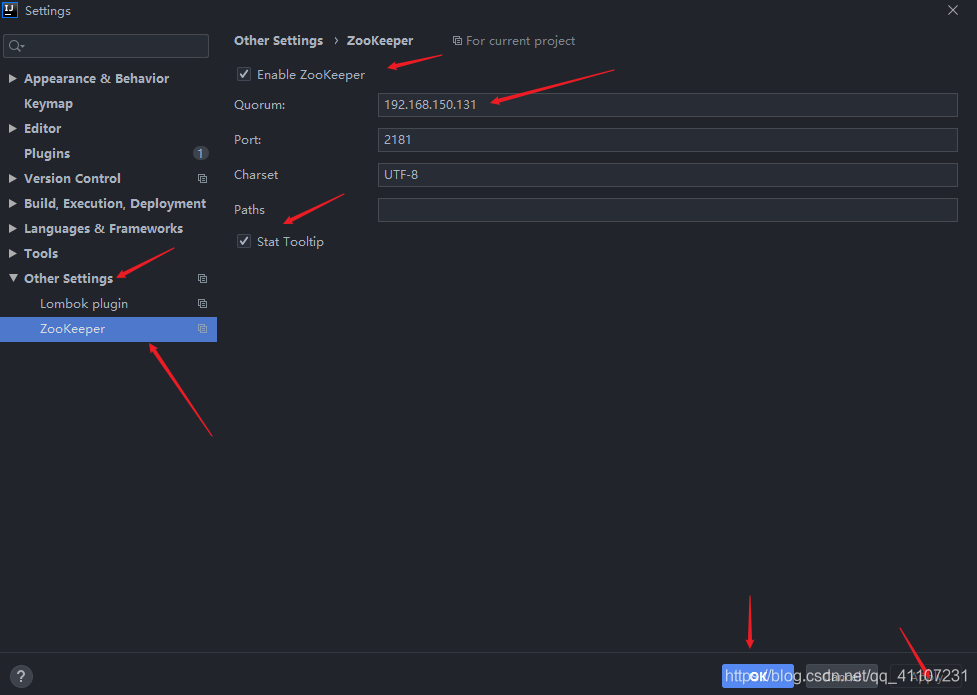 IJ Settings
Other Settings › ZooKeeper For current project
Appearance & Behavior
Keymap
Editor
Plugins 1
Version Control
Build, Execution, Deployment
Languages & Frameworks
Tools
Other Settings
Lombok plugin
ZooKeeper
Enable ZooKeeper
Quorum: 192.168.150.131
Port: 2181
Charset UTF-8
Paths
Stat Tooltip
?
OK
Cancel
Apply
https://blog.csdn.net/qq_41107231